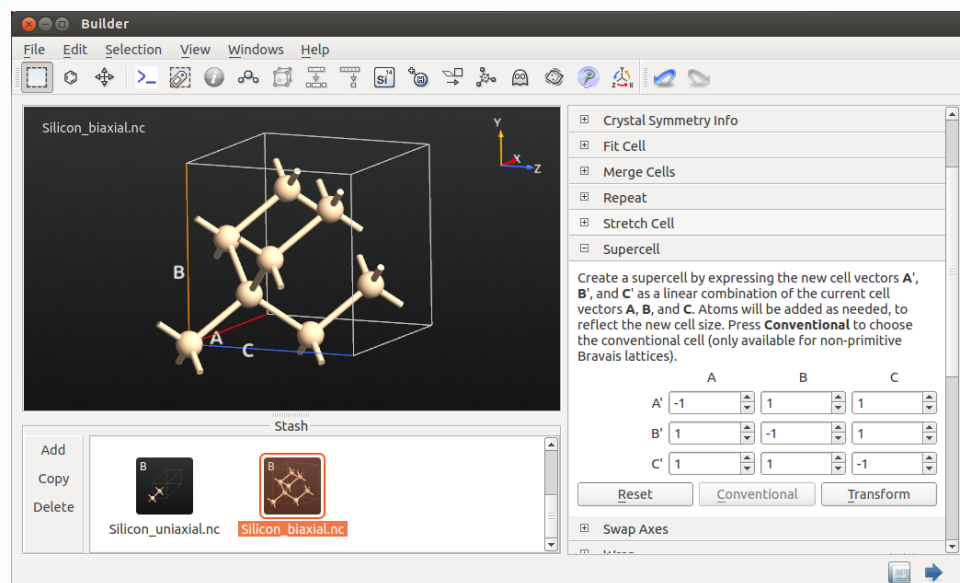 Builder
File Edit Selection View Windows Help
Si 14
Silicon_biaxial.nc
Y
X
Z
B
A
C
Stash
Add
Copy
Delete
B
Silicon_uniaxial.nc
B
Silicon_biaxial.nc
Crystal Symmetry Info
Fit Cell
Merge Cells
Repeat
Stretch Cell
Supercell
Create a supercell by expressing the new cell vectors A',
B', and C' as a linear combination of the current cell
vectors A, B, and C. Atoms will be added as needed, to
reflect the new cell size. Press Conventional to choose
the conventional cell (only available for non-primitive
Bravais lattices).
A B C
A' -1 1 1
B' 1 -1 1
C' 1 1 -1
Reset Conventional Transform
Swap Axes